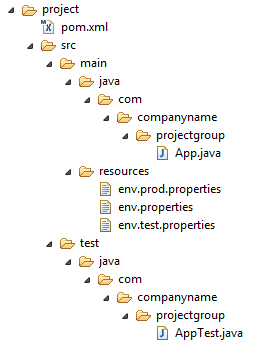 project
pom.xml
src
main
java
com
companyname
projectgroup
App.java
resources
env.prod.properties
env.properties
env.test.properties
test
java
com
companyname
projectgroup
AppTest.java